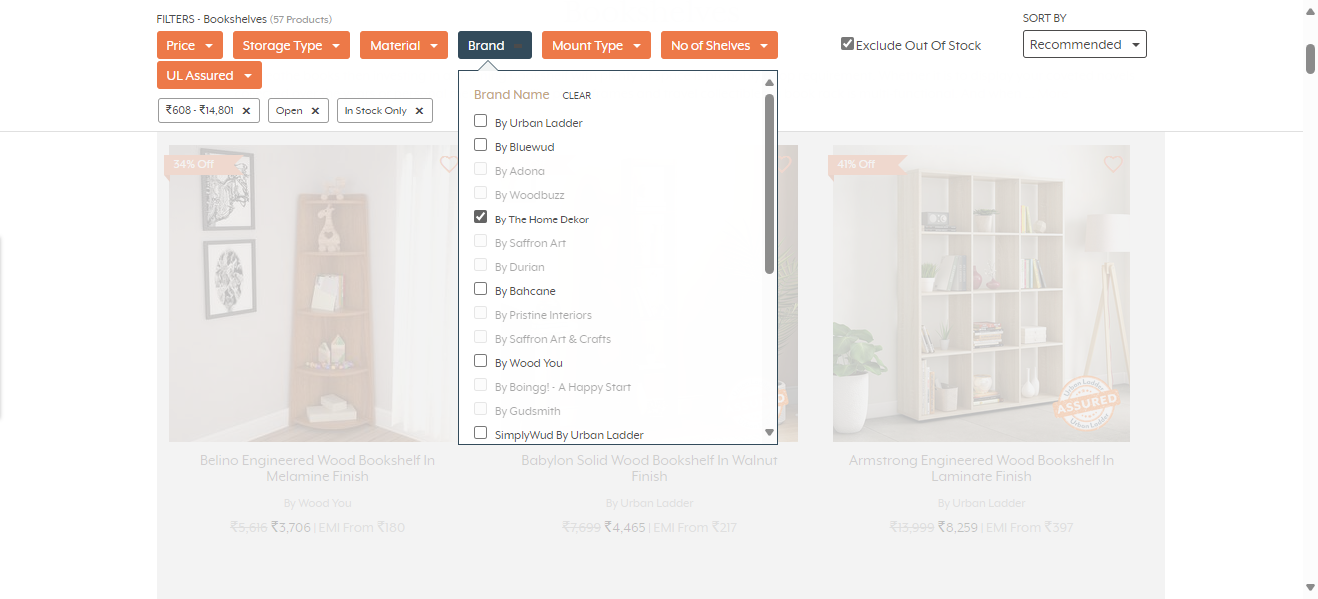 FILTERS - Bookshelves (57 Products)
SORT BY
Price
Storage Type
Material
Brand
Mount Type
No of Shelves
Exclude Out Of Stock
Recommended
UL Assured
₹608 - ₹14,801 ✕
Open ✕
In Stock Only ✕
Brand Name CLEAR
By Urban Ladder
By Bluewud
By Adona
By Woodbuzz
By The Home Dekor
By Saffron Art
By Durian
By Bahcane
By Pristine Interiors
By Saffron Art & Crafts
By Wood You
By Boingg! - A Happy Start
By Gudsmith
SimplyWud By Urban Ladder
34% Off
41% Off
Urban Ladder
ASSURED
Urban Ladder
Belino Engineered Wood Bookshelf In
Melamine Finish
By Wood You
₹5,616 ₹3,706 | EMI From ₹180
Babylon Solid Wood Bookshelf In Walnut
Finish
By Urban Ladder
₹7,699 ₹4,465 | EMI From ₹217
Armstrong Engineered Wood Bookshelf In
Laminate Finish
By Urban Ladder
₹13,999 ₹8,259 | EMI From ₹397